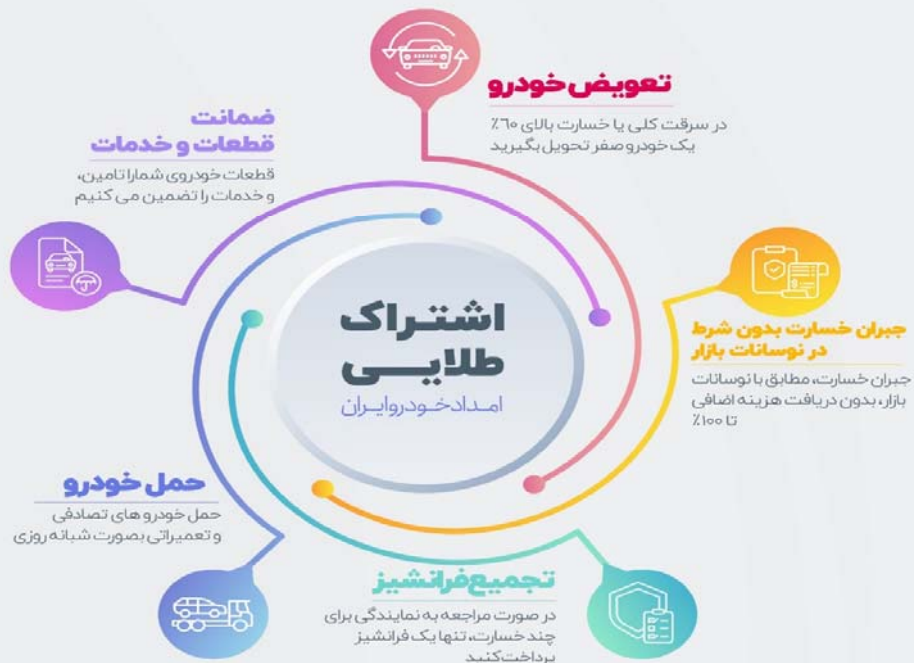 تعویض خودرو
در سرقت کلی یا خسارت بالای ۶۰٪
یک خودرو صفر تحویل بگیرید
ضمانت
قطعات و خدمات
قطعات خودروی شمارا تامین،
و خدمات را تضمین می کنیم
جبران خسارت بدون شرط
در نوسانات بازار
جبران خسارت، مطابق با نوسانات
بازار، بدون دریافت هزینه اضافی
تا ۱۰۰٪
اشتراک
طلایی
امداد خودرو ایران
حمل خودرو
حمل خودرو های تصادفی
و تعمیراتی بصورت شبانه روزی
تجمیع فرانشیز
در صورت مراجعه به نمایندگی برای
چند خسارت، تنها یک فرانشیز
پرداخت کنید